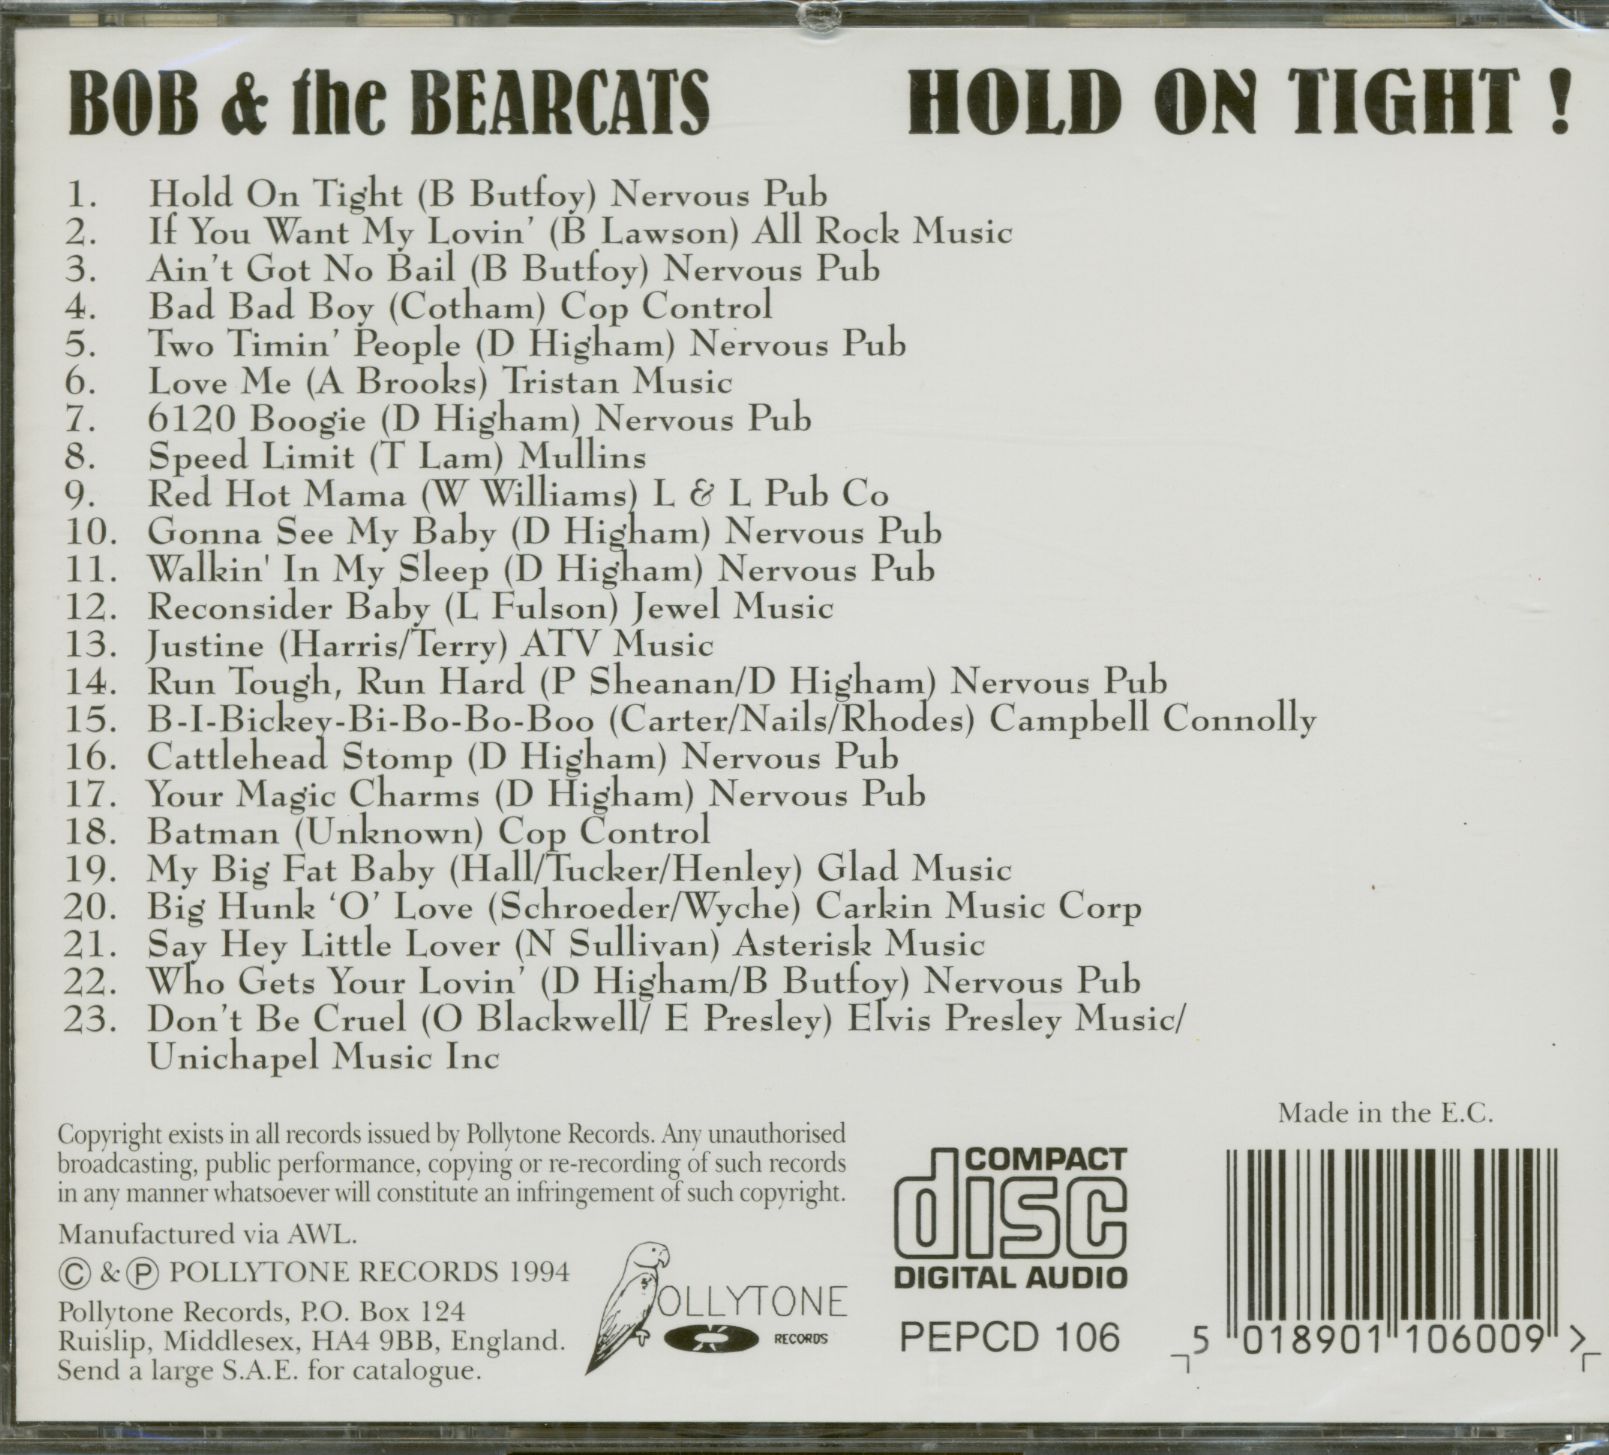 BOB & the BEARCATS HOLD ON TIGHT !
1. Hold On Tight (B Butfoy) Nervous Pub
2. If You Want My Lovin' (B Lawson) All Rock Music
3. Ain't Got No Bail (B Butfoy) Nervous Pub
4. Bad Bad Boy (Cotham) Cop Control
5. Two Timin' People (D Higham) Nervous Pub
6. Love Me (A Brooks) Tristan Music
7. 6120 Boogie (D Higham) Nervous Pub
8. Speed Limit (T Lam) Mullins
9. Red Hot Mama (W Williams) L & L Pub Co
10. Gonna See My Baby (D Higham) Nervous Pub
11. Walkin' In My Sleep (D Higham) Nervous Pub
12. Reconsider Baby (L Fulson) Jewel Music
13. Justine (Harris/Terry) ATV Music
14. Run Tough, Run Hard (P Sheanan/D Higham) Nervous Pub
15. B-I-Bickey-Bi-Bo-Bo-Boo (Carter/Nails/Rhodes) Campbell Connolly
16. Cattlehead Stomp (D Higham) Nervous Pub
17. Your Magic Charms (D Higham) Nervous Pub
18. Batman (Unknown) Cop Control
19. My Big Fat Baby (Hall/Tucker/Henley) Glad Music
20. Big Hunk ‘O’ Love (Schroeder/Wyche) Carkin Music Corp
21. Say Hey Little Lover (N Sullivan) Asterisk Music
22. Who Gets Your Lovin' (D Higham/B Butfoy) Nervous Pub
23. Don't Be Cruel (O Blackwell/ E Presley) Elvis Presley Music/
Unichapel Music Inc
Copyright exists in all records issued by Pollytone Records. Any unauthorised
broadcasting, public performance, copying or re-recording of such records
in any manner whatsoever will constitute an infringement of such copyright.
Manufactured via AWL.
© & ℗ POLLYTONE RECORDS 1994
Pollytone Records, P.O. Box 124
Ruislip, Middlesex, HA4 9BB, England.
Send a large S.A.E. for catalogue.
POLLYTONE
RECORDS
COMPACT
disc
DIGITAL AUDIO
PEPCD 106
Made in the E.C.
5 018901 106009 >